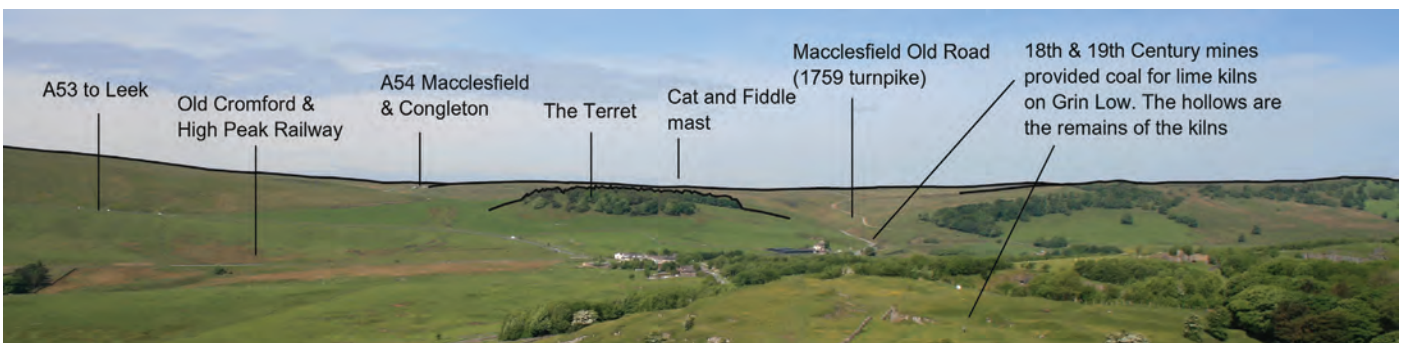 A53 to Leek
Old Cromford &
High Peak Railway
A54 Macclesfield
& Congleton
The Terret
Cat and Fiddle
mast
Macclesfield Old Road
(1759 turnpike)
18th & 19th Century mines
provided coal for lime kilns
on Grin Low. The hollows are
the remains of the kilns